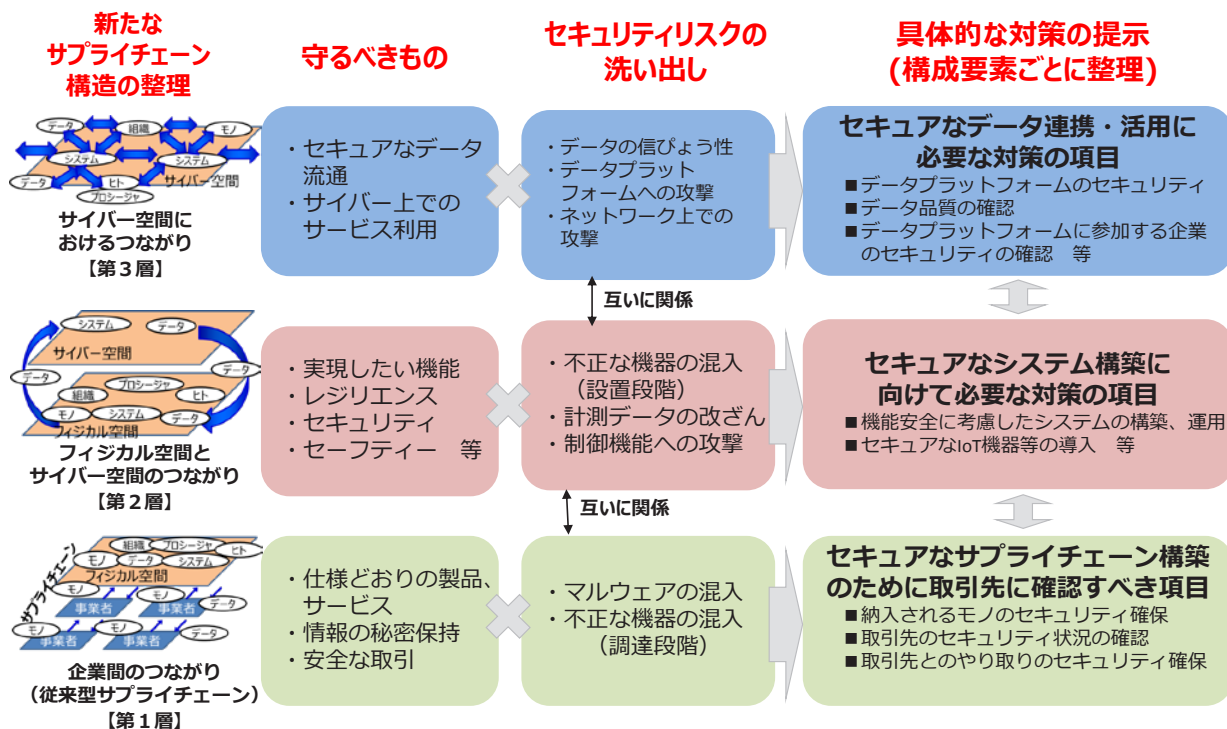 新たな
サプライチェーン
構造の整理
守るべきもの
セキュリティリスクの
洗い出し
具体的な対策の提示
(構成要素ごとに整理)
データ
組織
モノ
システム
システム
データ
ヒト
サイバー空間
プロシージャ
サイバー空間に
おけるつながり
【第３層】
・セキュアなデータ
流通
・サイバー上での
サービス利用
・データの信ぴょう性
・データプラット
フォームへの攻撃
・ネットワーク上での
攻撃
セキュアなデータ連携・活用に
必要な対策の項目
■データプラットフォームのセキュリティ
■データ品質の確認
■データプラットフォームに参加する企業
のセキュリティの確認　等
互いに関係
システム
データ
サイバー空間
データ
データ
プロシージャ
組織
ヒト
モノ
システム
データ
フィジカル空間
フィジカル空間と
サイバー空間のつながり
【第２層】
・実現したい機能
・レジリエンス
・セキュリティ
・セーフティー　等
・不正な機器の混入
（設置段階）
・計測データの改ざん
・制御機能への攻撃
セキュアなシステム構築に
向けて必要な対策の項目
■機能安全に考慮したシステムの構築、運用
■セキュアなIoT機器等の導入　等
互いに関係
サプライチェーン
組織
プロシージャ
ヒト
モノ
データ
システム
フィジカル空間
モノ
モノ
事業者
事業者
データ
モノ
モノ
データ
事業者
事業者
企業間のつながり
（従来型サプライチェーン）
【第１層】
・仕様どおりの製品、
サービス
・情報の秘密保持
・安全な取引
・マルウェアの混入
・不正な機器の混入
（調達段階）
セキュアなサプライチェーン構築
のために取引先に確認すべき項目
■納入されるモノのセキュリティ確保
■取引先のセキュリティ状況の確認
■取引先とのやり取りのセキュリティ確保